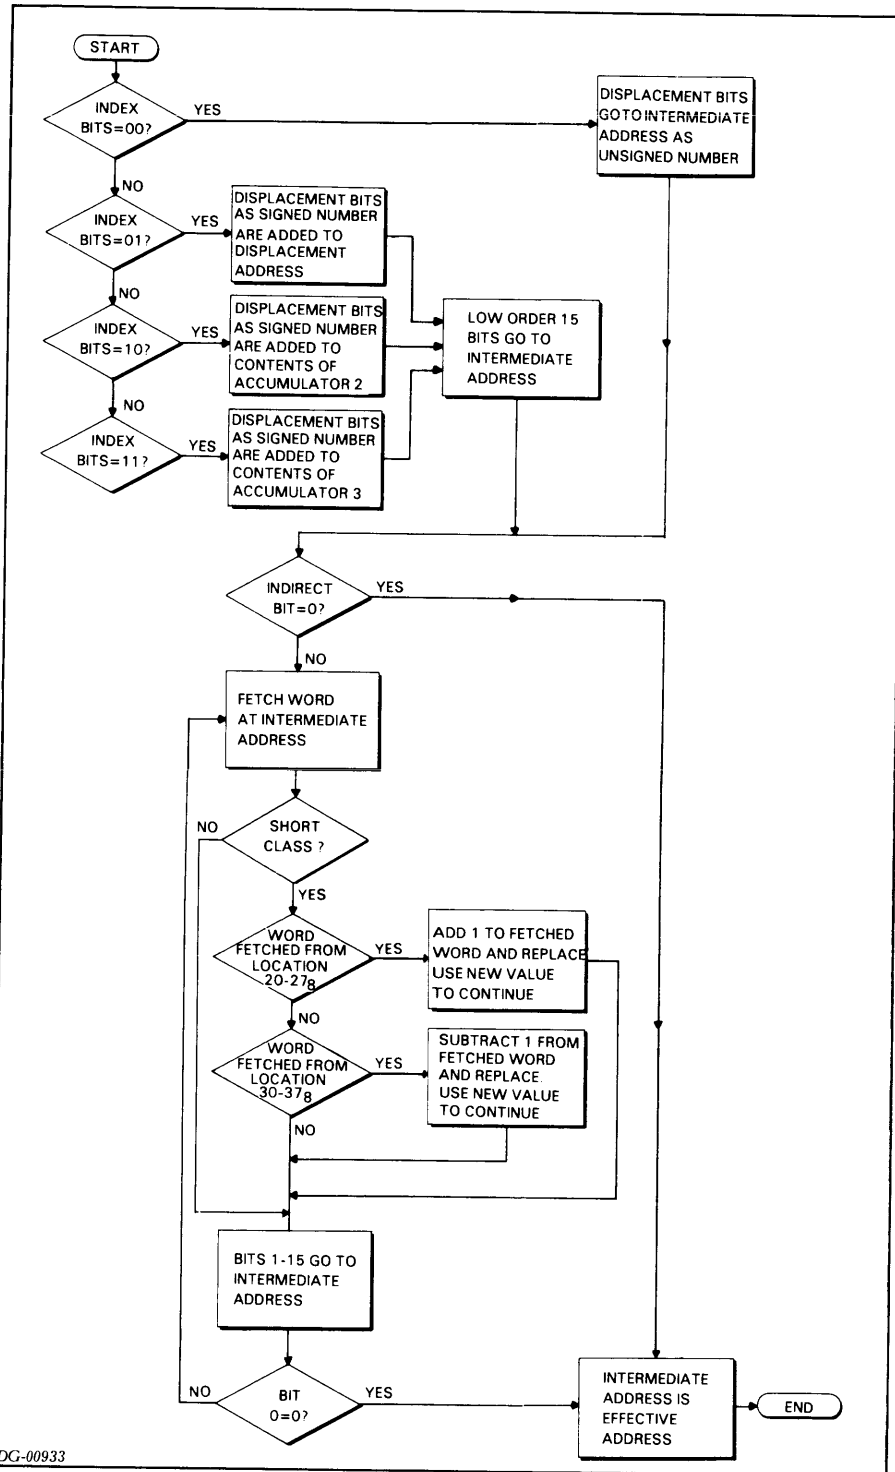 START
INDEX
BITS=00?
YES
DISPLACEMENT BITS
GO TO INTERMEDIATE
ADDRESS AS
UNSIGNED NUMBER
NO
INDEX
BITS=01?
YES
DISPLACEMENT BITS
AS SIGNED NUMBER
ARE ADDED TO
DISPLACEMENT
ADDRESS
NO
INDEX
BITS=10?
YES
DISPLACEMENT BITS
AS SIGNED NUMBER
ARE ADDED TO
CONTENTS OF
ACCUMULATOR 2
LOW ORDER 15
BITS GO TO
INTERMEDIATE
ADDRESS
NO
INDEX
BITS=11?
YES
DISPLACEMENT BITS
AS SIGNED NUMBER
ARE ADDED TO
CONTENTS OF
ACCUMULATOR 3
INDIRECT
BIT=0?
YES
NO
FETCH WORD
AT INTERMEDIATE
ADDRESS
NO
SHORT
CLASS ?
YES
WORD
FETCHED FROM
LOCATION
20-27₈
YES
ADD 1 TO FETCHED
WORD AND REPLACE
USE NEW VALUE
TO CONTINUE
NO
WORD
FETCHED FROM
LOCATION
30-37₈
YES
SUBTRACT 1 FROM
FETCHED WORD
AND REPLACE.
USE NEW VALUE
TO CONTINUE
NO
BITS 1-15 GO TO
INTERMEDIATE
ADDRESS
NO
BIT
0=0?
YES
INTERMEDIATE
ADDRESS IS
EFFECTIVE
ADDRESS
END
DG-00933